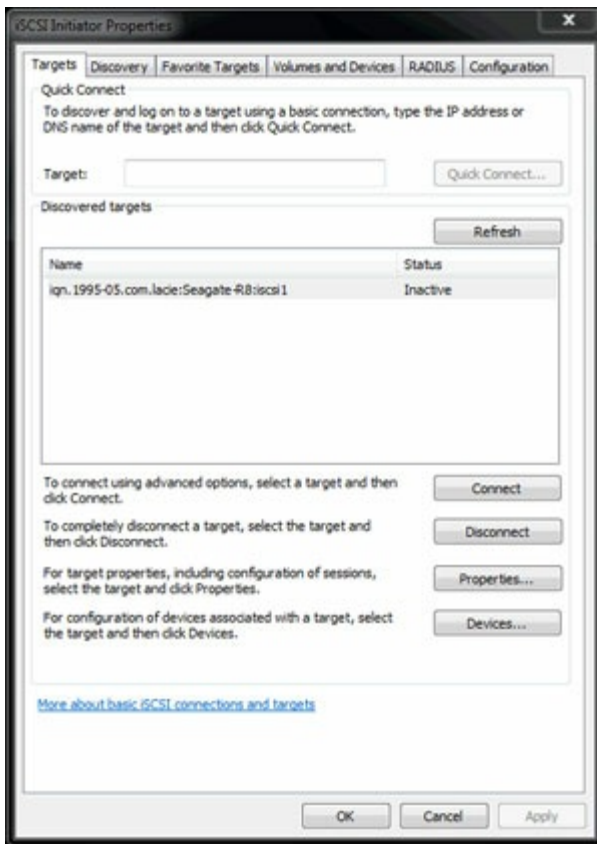 iSCSI Initiator Properties
Targets Discovery Favorite Targets Volumes and Devices RADIUS Configuration
Quick Connect
To discover and log on to a target using a basic connection, type the IP address or
DNS name of the target and then click Quick Connect.
Target:
Quick Connect...
Discovered targets
Refresh
Name Status
iqn.1995-05.com.lacie:Seagate-R8:iscsi1 Inactive
To connect using advanced options, select a target and then
click Connect.
Connect
To completely disconnect a target, select the target and
then click Disconnect.
Disconnect
For target properties, including configuration of sessions,
select the target and click Properties.
Properties...
For configuration of devices associated with a target, select
the target and then click Devices.
Devices...
More about basic iSCSI connections and targets
OK Cancel Apply